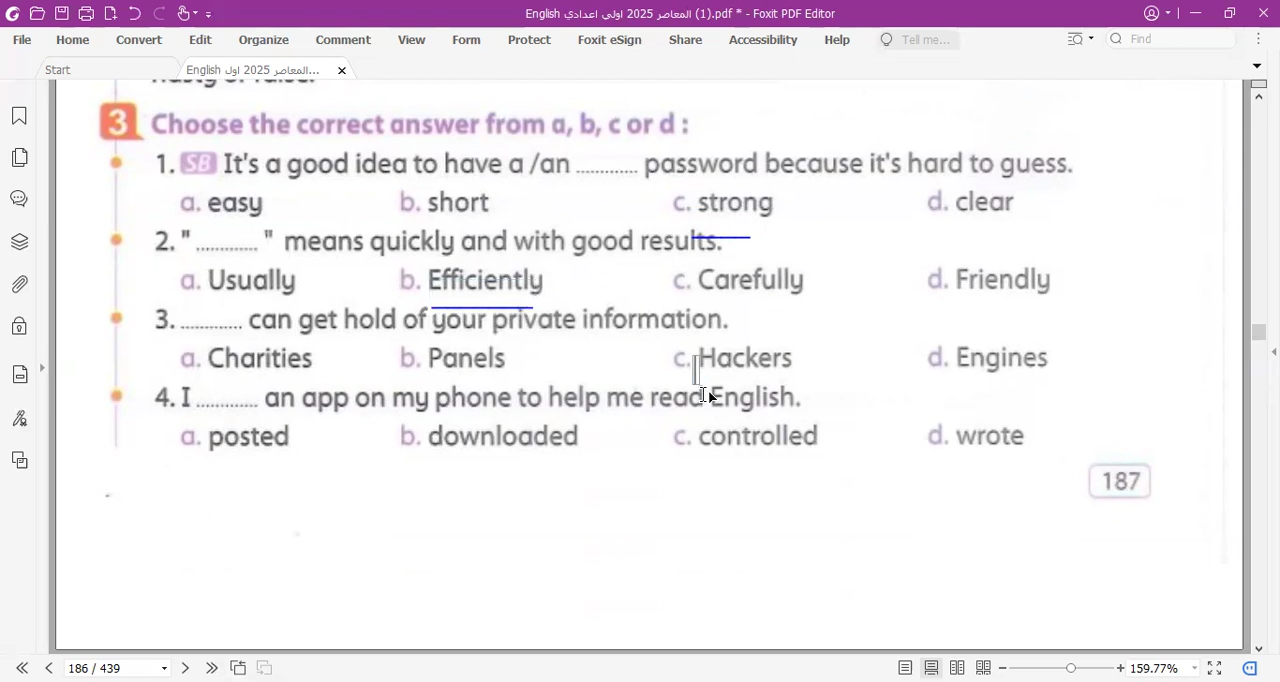 English المعاصر 2025 اولي اعدادي (1).pdf * - Foxit PDF Editor
File Home Convert Edit Organize Comment View Form Protect Foxit eSign Share Accessibility Help Tell me... Find
Start English المعاصر 2025 اول...
3 Choose the correct answer from a, b, c or d :
1. SB It's a good idea to have a /an ............ password because it's hard to guess.
a. easy b. short c. strong d. clear
2. " ............ " means quickly and with good results.
a. Usually b. Efficiently c. Carefully d. Friendly
3. ............ can get hold of your private information.
a. Charities b. Panels c. Hackers d. Engines
4. I ............ an app on my phone to help me read English.
a. posted b. downloaded c. controlled d. wrote
187
186 / 439 159.77%